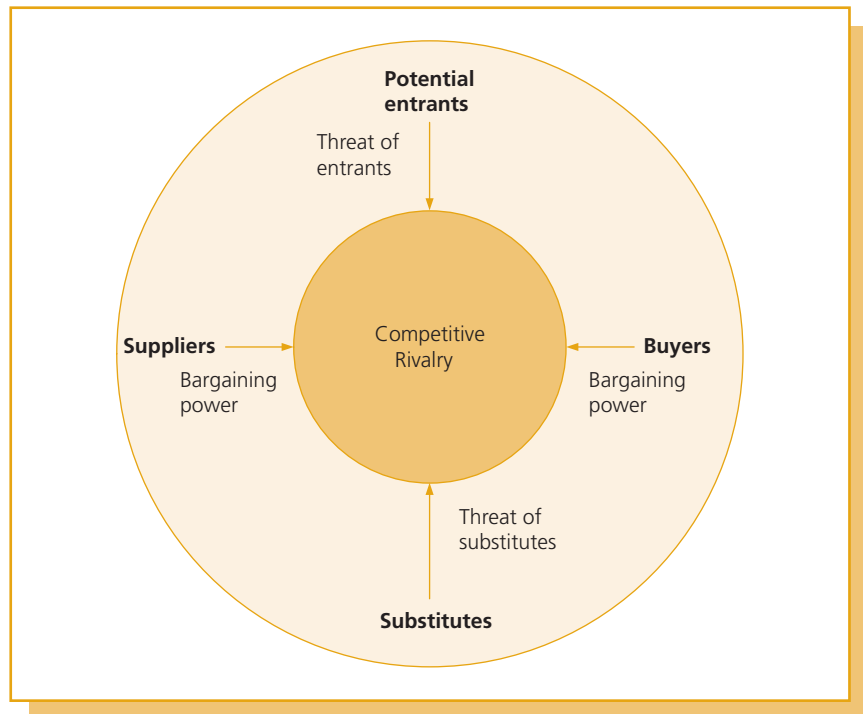 Potential
entrants
Threat of
entrants
Competitive
Rivalry
Suppliers
Bargaining
power
Buyers
Bargaining
power
Threat of
substitutes
Substitutes